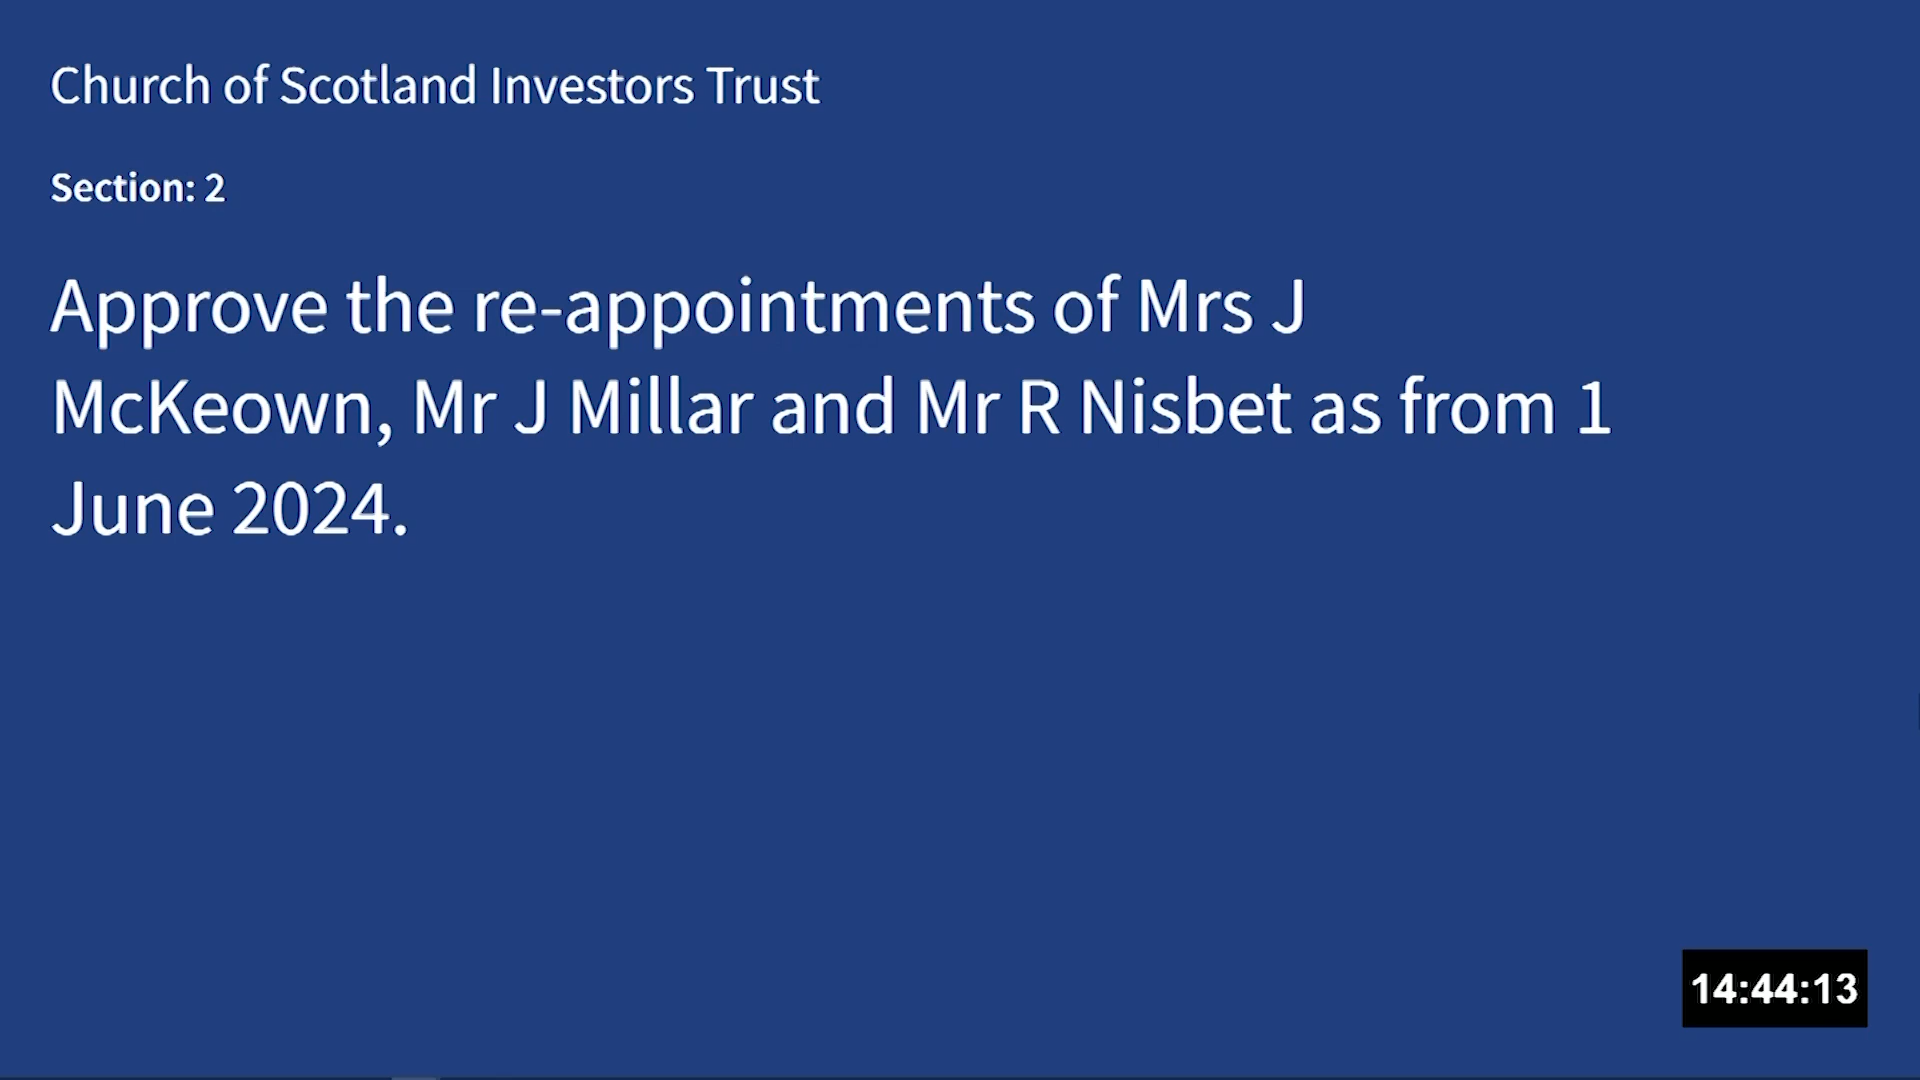 Church of Scotland Investors Trust
Section: 2
Approve the re-appointments of Mrs J
McKeown, Mr J Millar and Mr R Nisbet as from 1
June 2024.
14:44:13